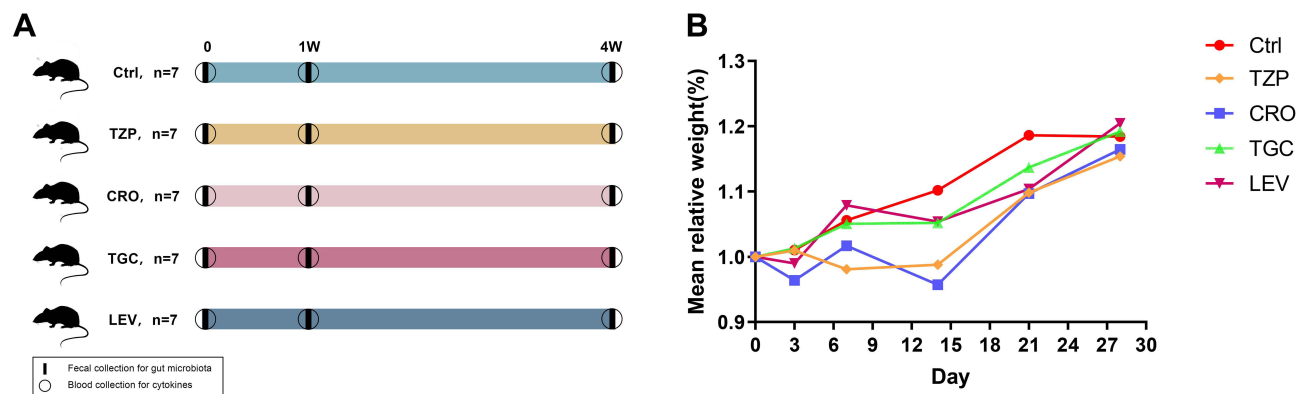 A
0 1W 4W
Ctrl, n=7
TZP, n=7
CRO, n=7
TGC, n=7
LEV, n=7
Fecal collection for gut microbiota
Blood collection for cytokines
B
Mean relative weight(%)
1.3
1.2
1.1
1.0
0.9
0 3 6 9 12 15 18 21 24 27 30
Day
Ctrl
TZP
CRO
TGC
LEV